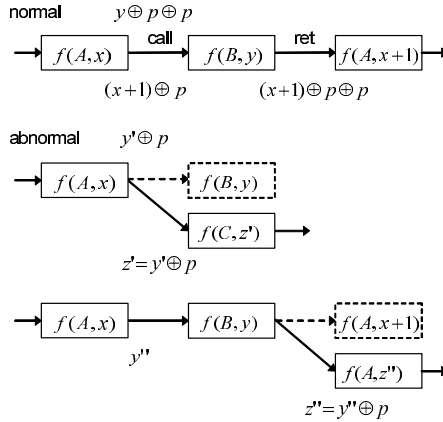 normal y⊕p⊕p
call ret
f(A,x) f(B,y) f(A,x+1)
(x+1)⊕p (x+1)⊕p⊕p
abnormal y'⊕p
f(A,x) f(B,y)
f(C,z')
z'=y'⊕p
f(A,x) f(B,y) f(A,x+1)
y''
f(A,z'')
z''=y''⊕p